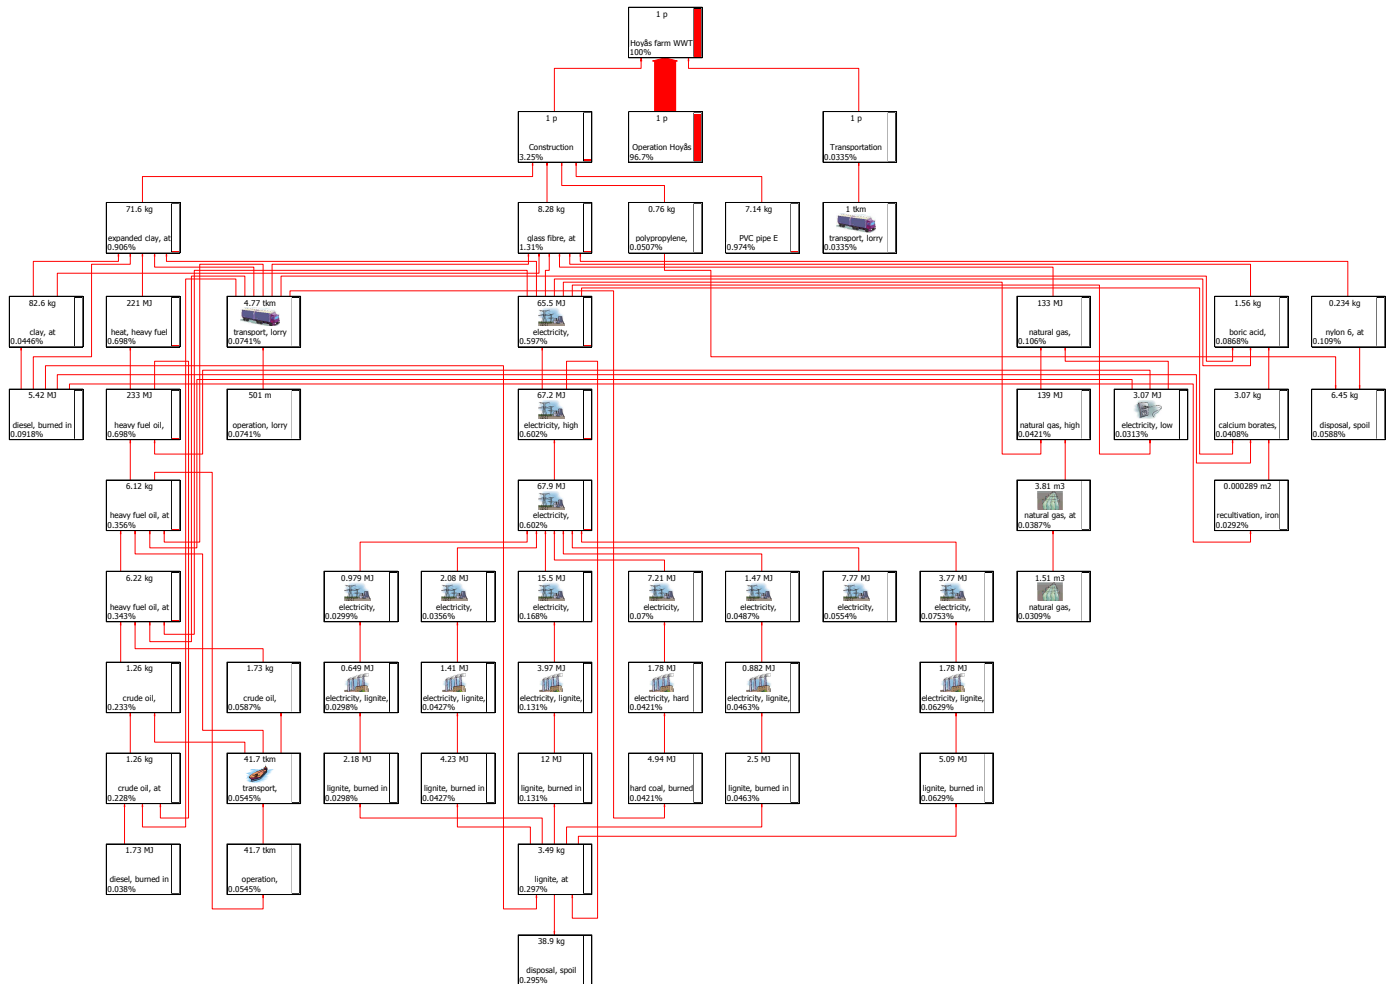 1 p
Hoyås farm WWT
100%
1 p
Construction
3.25%
1 p
Operation Hoyås
96.7%
1 p
Transportation
0.0335%
71.6 kg
expanded clay, at
0.906%
8.28 kg
glass fibre, at
1.31%
0.76 kg
polypropylene,
0.0507%
7.14 kg
PVC pipe E
0.974%
1 tkm
transport, lorry
0.0335%
82.6 kg
clay, at
0.0446%
221 MJ
heat, heavy fuel
0.698%
4.77 tkm
transport, lorry
0.0741%
65.5 MJ
electricity,
0.597%
133 MJ
natural gas,
0.106%
1.56 kg
boric acid,
0.0868%
0.234 kg
nylon 6, at
0.109%
5.42 MJ
diesel, burned in
0.0918%
233 MJ
heavy fuel oil,
0.698%
501 m
operation, lorry
0.0741%
67.2 MJ
electricity, high
0.602%
139 MJ
natural gas, high
0.0421%
3.07 MJ
electricity, low
0.0313%
3.07 kg
calcium borates,
0.0408%
6.45 kg
disposal, spoil
0.0588%
6.12 kg
heavy fuel oil, at
0.356%
67.9 MJ
electricity,
0.602%
3.81 m3
natural gas, at
0.0387%
0.000289 m2
recultivation, iron
0.0292%
6.22 kg
heavy fuel oil, at
0.343%
0.979 MJ
electricity,
0.0299%
2.08 MJ
electricity,
0.0356%
15.5 MJ
electricity,
0.168%
7.21 MJ
electricity,
0.07%
1.47 MJ
electricity,
0.0487%
7.77 MJ
electricity,
0.0554%
3.77 MJ
electricity,
0.0753%
1.51 m3
natural gas,
0.0309%
1.26 kg
crude oil,
0.233%
1.73 kg
crude oil,
0.0587%
0.649 MJ
electricity, lignite,
0.0298%
1.41 MJ
electricity, lignite,
0.0427%
3.97 MJ
electricity, lignite,
0.131%
1.78 MJ
electricity, hard
0.0421%
0.882 MJ
electricity, lignite,
0.0463%
1.78 MJ
electricity, lignite,
0.0629%
1.26 kg
crude oil, at
0.228%
41.7 tkm
transport,
0.0545%
2.18 MJ
lignite, burned in
0.0298%
4.23 MJ
lignite, burned in
0.0427%
12 MJ
lignite, burned in
0.131%
4.94 MJ
hard coal, burned
0.0421%
2.5 MJ
lignite, burned in
0.0463%
5.09 MJ
lignite, burned in
0.0629%
1.73 MJ
diesel, burned in
0.038%
41.7 tkm
operation,
0.0545%
3.49 kg
lignite, at
0.297%
38.9 kg
disposal, spoil
0.295%